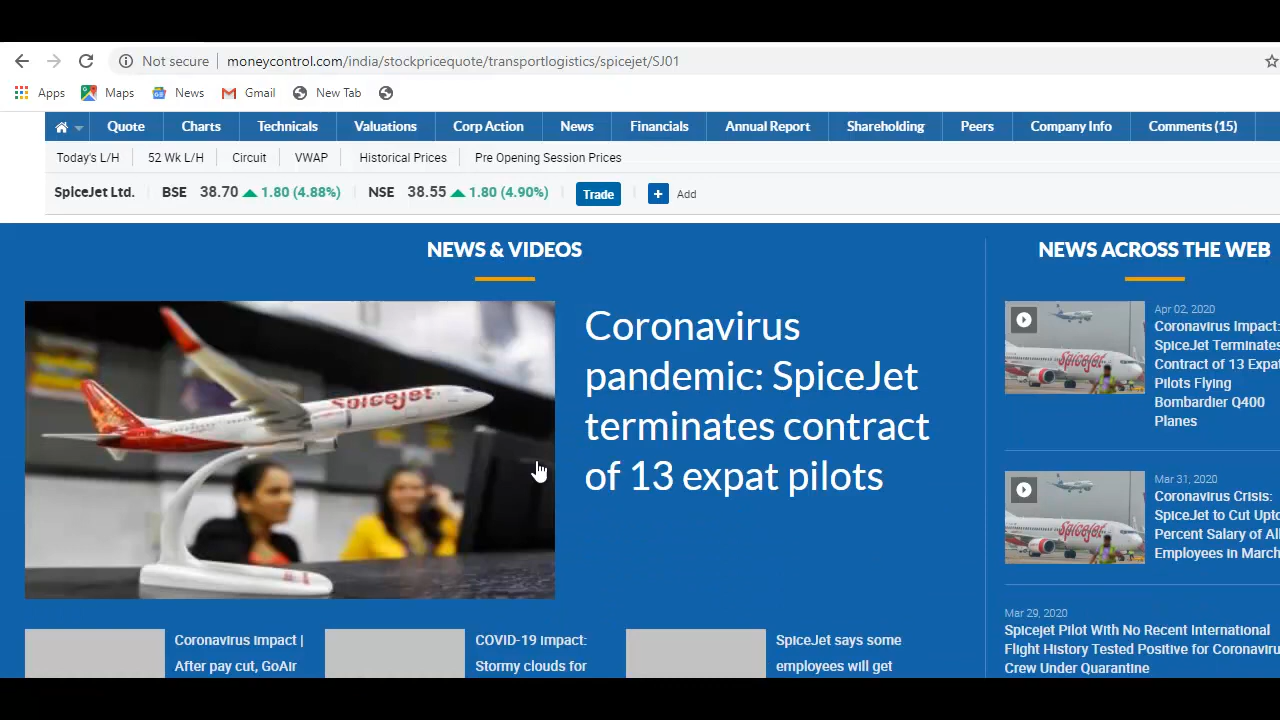 Not secure moneycontrol.com/india/stockpricequote/transportlogistics/spicejet/SJ01
Apps Maps News Gmail New Tab
Quote Charts Technicals Valuations Corp Action News Financials Annual Report Shareholding Peers Company Info Comments (15)
Today's L/H 52 Wk L/H Circuit VWAP Historical Prices Pre Opening Session Prices
SpiceJet Ltd. BSE 38.70 1.80 (4.88%) NSE 38.55 1.80 (4.90%) Trade + Add
NEWS & VIDEOS
SpiceJet
Coronavirus
pandemic: SpiceJet
terminates contract
of 13 expat pilots
Coronavirus impact |
After pay cut, GoAir
COVID-19 impact:
Stormy clouds for
SpiceJet says some
employees will get
NEWS ACROSS THE WEB
SpiceJet
Apr 02, 2020
Coronavirus Impact:
SpiceJet Terminates
Contract of 13 Expa
Pilots Flying
Bombardier Q400
Planes
SpiceJet
Mar 31, 2020
Coronavirus Crisis:
SpiceJet to Cut Upto
Percent Salary of Al
Employees in March
Mar 29, 2020
Spicejet Pilot With No Recent International
Flight History Tested Positive for Coronaviru
Crew Under Quarantine